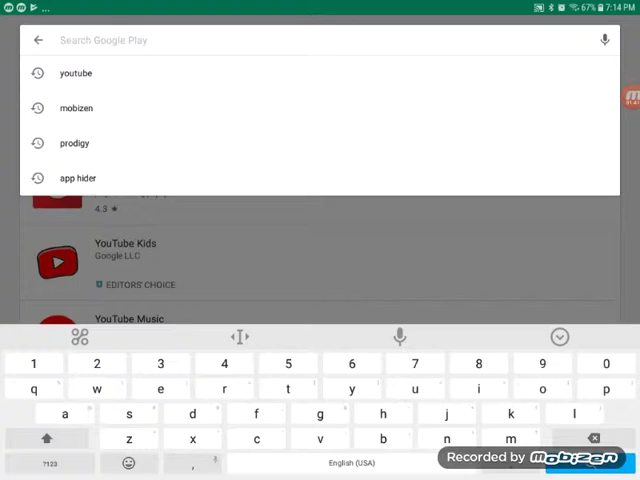 ... 67% 7:14 PM
Search Google Play
youtube
mobizen
01:41
prodigy
app hider
4.3 ★
YouTube Kids
Google LLC
EDITORS' CHOICE
YouTube Music
1 2 3 4 5 6 7 8 9 0
q w e r t y u i o p
a s d f g h j k l
z x c v b n m
?123 , English (USA)
Recorded by Mobizen